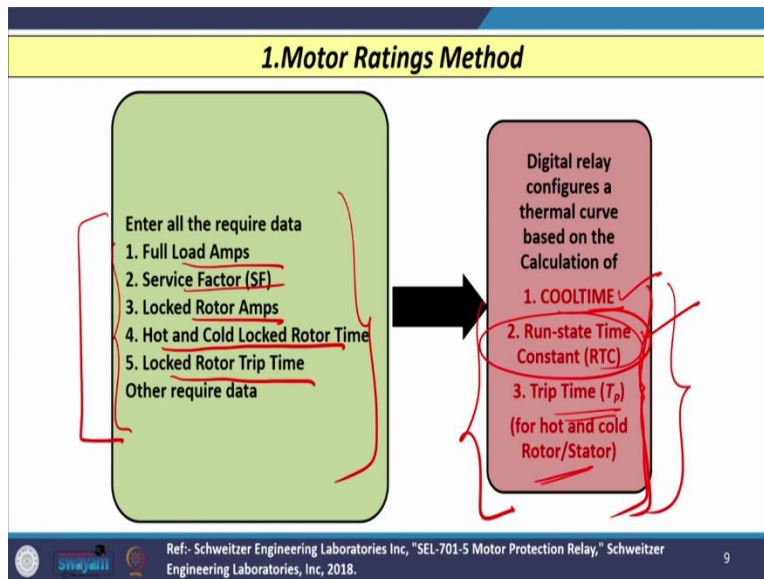 1.Motor Ratings Method
Enter all the require data
1. Full Load Amps
2. Service Factor (SF)
3. Locked Rotor Amps
4. Hot and Cold Locked Rotor Time
5. Locked Rotor Trip Time
Other require data
Digital relay
configures a
thermal curve
based on the
Calculation of
1. COOLTIME
2. Run-state Time
Constant (RTC)
3. Trip Time (Tₚ)
(for hot and cold
Rotor/Stator)
swayam
Ref:- Schweitzer Engineering Laboratories Inc, "SEL-701-5 Motor Protection Relay," Schweitzer
Engineering Laboratories, Inc, 2018.
9